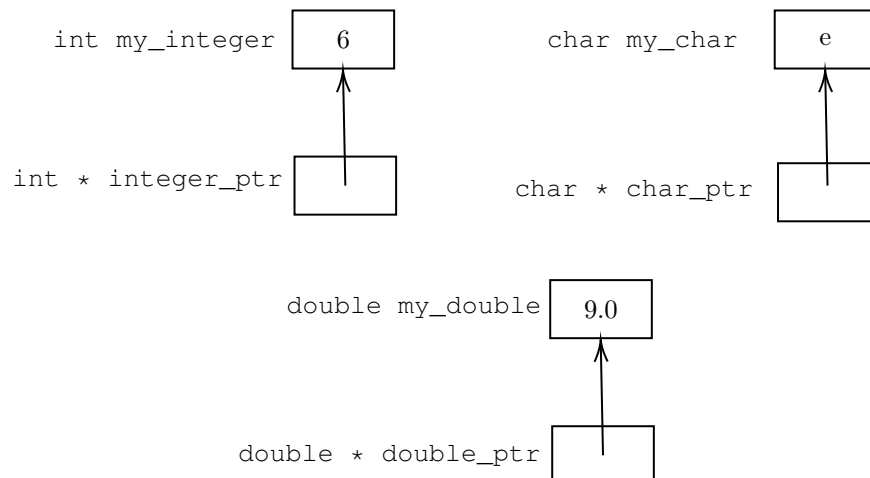 int my_integer 6
char my_char e
int * integer_ptr
char * char_ptr
double my_double 9.0
double * double_ptr